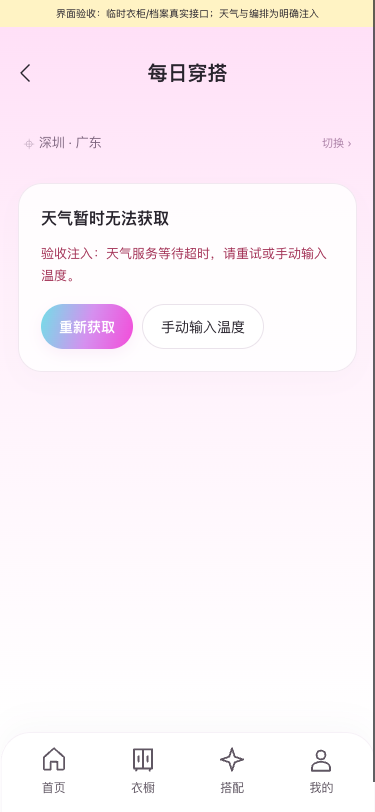 界面验收：临时衣柜/档案真实接口；天气与编排为明确注入
每日穿搭
深圳 · 广东
切换 ›
天气暂时无法获取
验收注入：天气服务等待超时，请重试或手动输入
温度。
重新获取
手动输入温度
首页
衣橱
搭配
我的